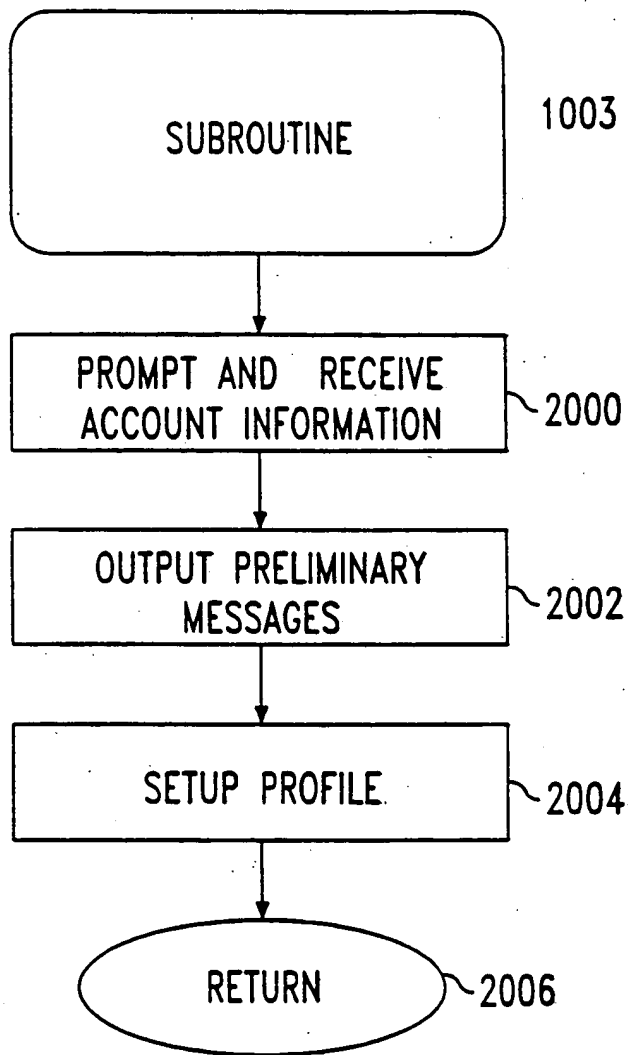 SUBROUTINE
1003
PROMPT AND RECEIVE
ACCOUNT INFORMATION
2000
OUTPUT PRELIMINARY
MESSAGES
2002
SETUP PROFILE
2004
RETURN
2006